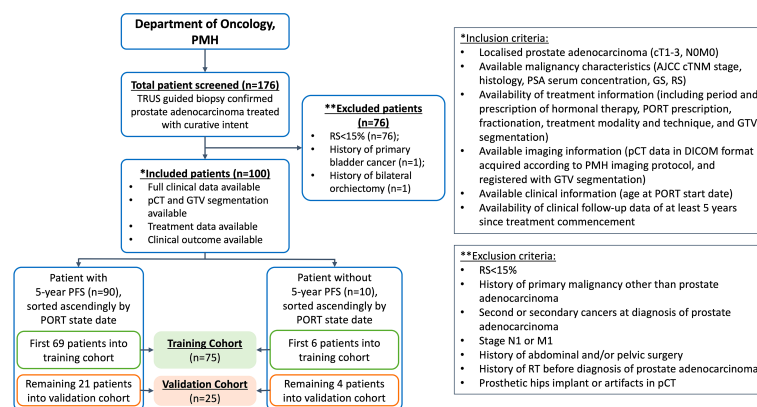 Department of Oncology,
PMH
Total patient screened (n=176)
TRUS guided biopsy confirmed
prostate adenocarcinoma treated
with curative intent
**Excluded patients
(n=76)
• RS<15% (n=76);
• History of primary
bladder cancer (n=1);
• History of bilateral
orchiectomy (n=1)
*Included patients (n=100)
• Full clinical data available
• pCT and GTV segmentation
available
• Treatment data available
• Clinical outcome available
Patient with
5-year PFS (n=90),
sorted ascendingly by
PORT state date
Patient without
5-year PFS (n=10),
sorted ascendingly by
PORT state date
First 69 patients into
training cohort
Training Cohort
(n=75)
First 6 patients into
training cohort
Remaining 21 patients
into validation cohort
Validation Cohort
(n=25)
Remaining 4 patients
into validation cohort
*Inclusion criteria:
• Localised prostate adenocarcinoma (cT1-3, N0M0)
• Available malignancy characteristics (AJCC cTNM stage,
histology, PSA serum concentration, GS, RS)
• Availability of treatment information (including period and
prescription of hormonal therapy, PORT prescription,
fractionation, treatment modality and technique, and GTV
segmentation)
• Available imaging information (pCT data in DICOM format
acquired according to PMH imaging protocol, and
registered with GTV segmentation)
• Available clinical information (age at PORT start date)
• Availability of clinical follow-up data of at least 5 years
since treatment commencement
**Exclusion criteria:
• RS<15%
• History of primary malignancy other than prostate
adenocarcinoma
• Second or secondary cancers at diagnosis of prostate
adenocarcinoma
• Stage N1 or M1
• History of abdominal and/or pelvic surgery
• History of RT before diagnosis of prostate adenocarcinoma
• Prosthetic hips implant or artifacts in pCT